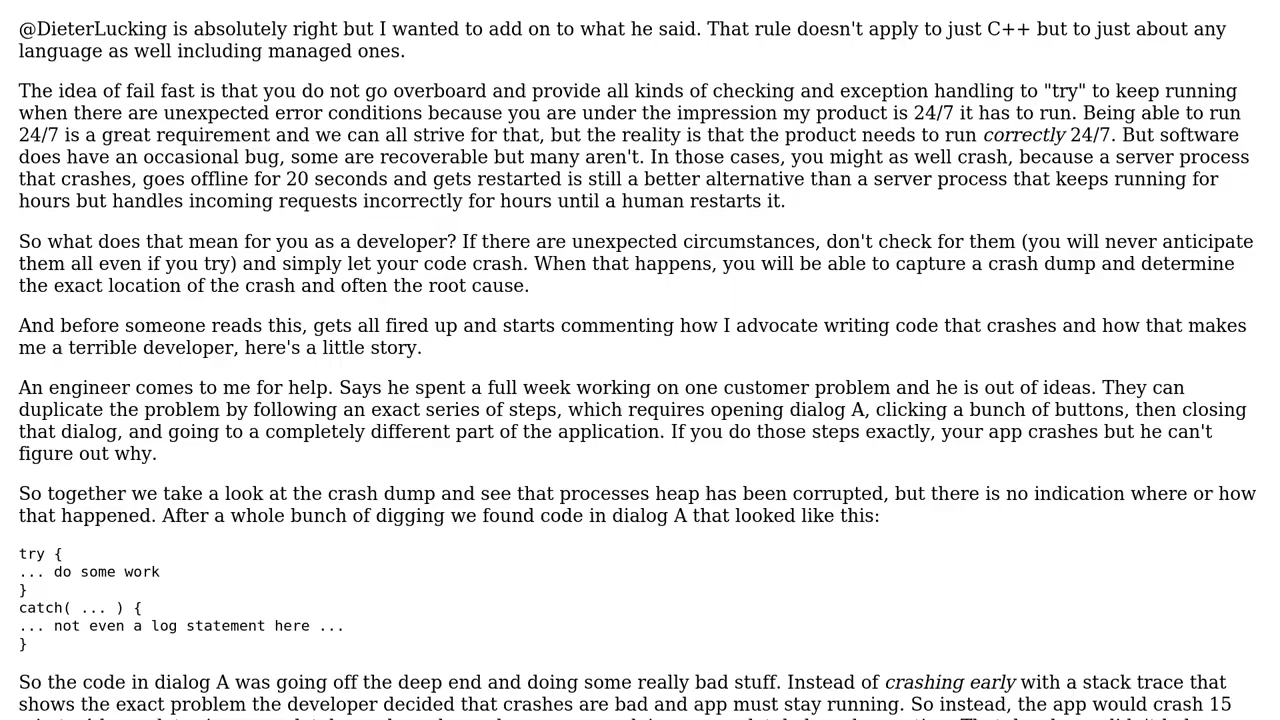 @DieterLucking is absolutely right but I wanted to add on to what he said. That rule doesn't apply to just C++ but to just about any
language as well including managed ones.
The idea of fail fast is that you do not go overboard and provide all kinds of checking and exception handling to "try" to keep running
when there are unexpected error conditions because you are under the impression my product is 24/7 it has to run. Being able to run
24/7 is a great requirement and we can all strive for that, but the reality is that the product needs to run correctly 24/7. But software
does have an occasional bug, some are recoverable but many aren't. In those cases, you might as well crash, because a server process
that crashes, goes offline for 20 seconds and gets restarted is still a better alternative than a server process that keeps running for
hours but handles incoming requests incorrectly for hours until a human restarts it.
So what does that mean for you as a developer? If there are unexpected circumstances, don't check for them (you will never anticipate
them all even if you try) and simply let your code crash. When that happens, you will be able to capture a crash dump and determine
the exact location of the crash and often the root cause.
And before someone reads this, gets all fired up and starts commenting how I advocate writing code that crashes and how that makes
me a terrible developer, here's a little story.
An engineer comes to me for help. Says he spent a full week working on one customer problem and he is out of ideas. They can
duplicate the problem by following an exact series of steps, which requires opening dialog A, clicking a bunch of buttons, then closing
that dialog, and going to a completely different part of the application. If you do those steps exactly, your app crashes but he can't
figure out why.
So together we take a look at the crash dump and see that processes heap has been corrupted, but there is no indication where or how
that happened. After a whole bunch of digging we found code in dialog A that looked like this:
try {
... do some work
}
catch( ... ) {
... not even a log statement here ...
}
So the code in dialog A was going off the deep end and doing some really bad stuff. Instead of crashing early with a stack trace that
shows the exact problem the developer decided that crashes are bad and app must stay running. So instead, the app would crash 15